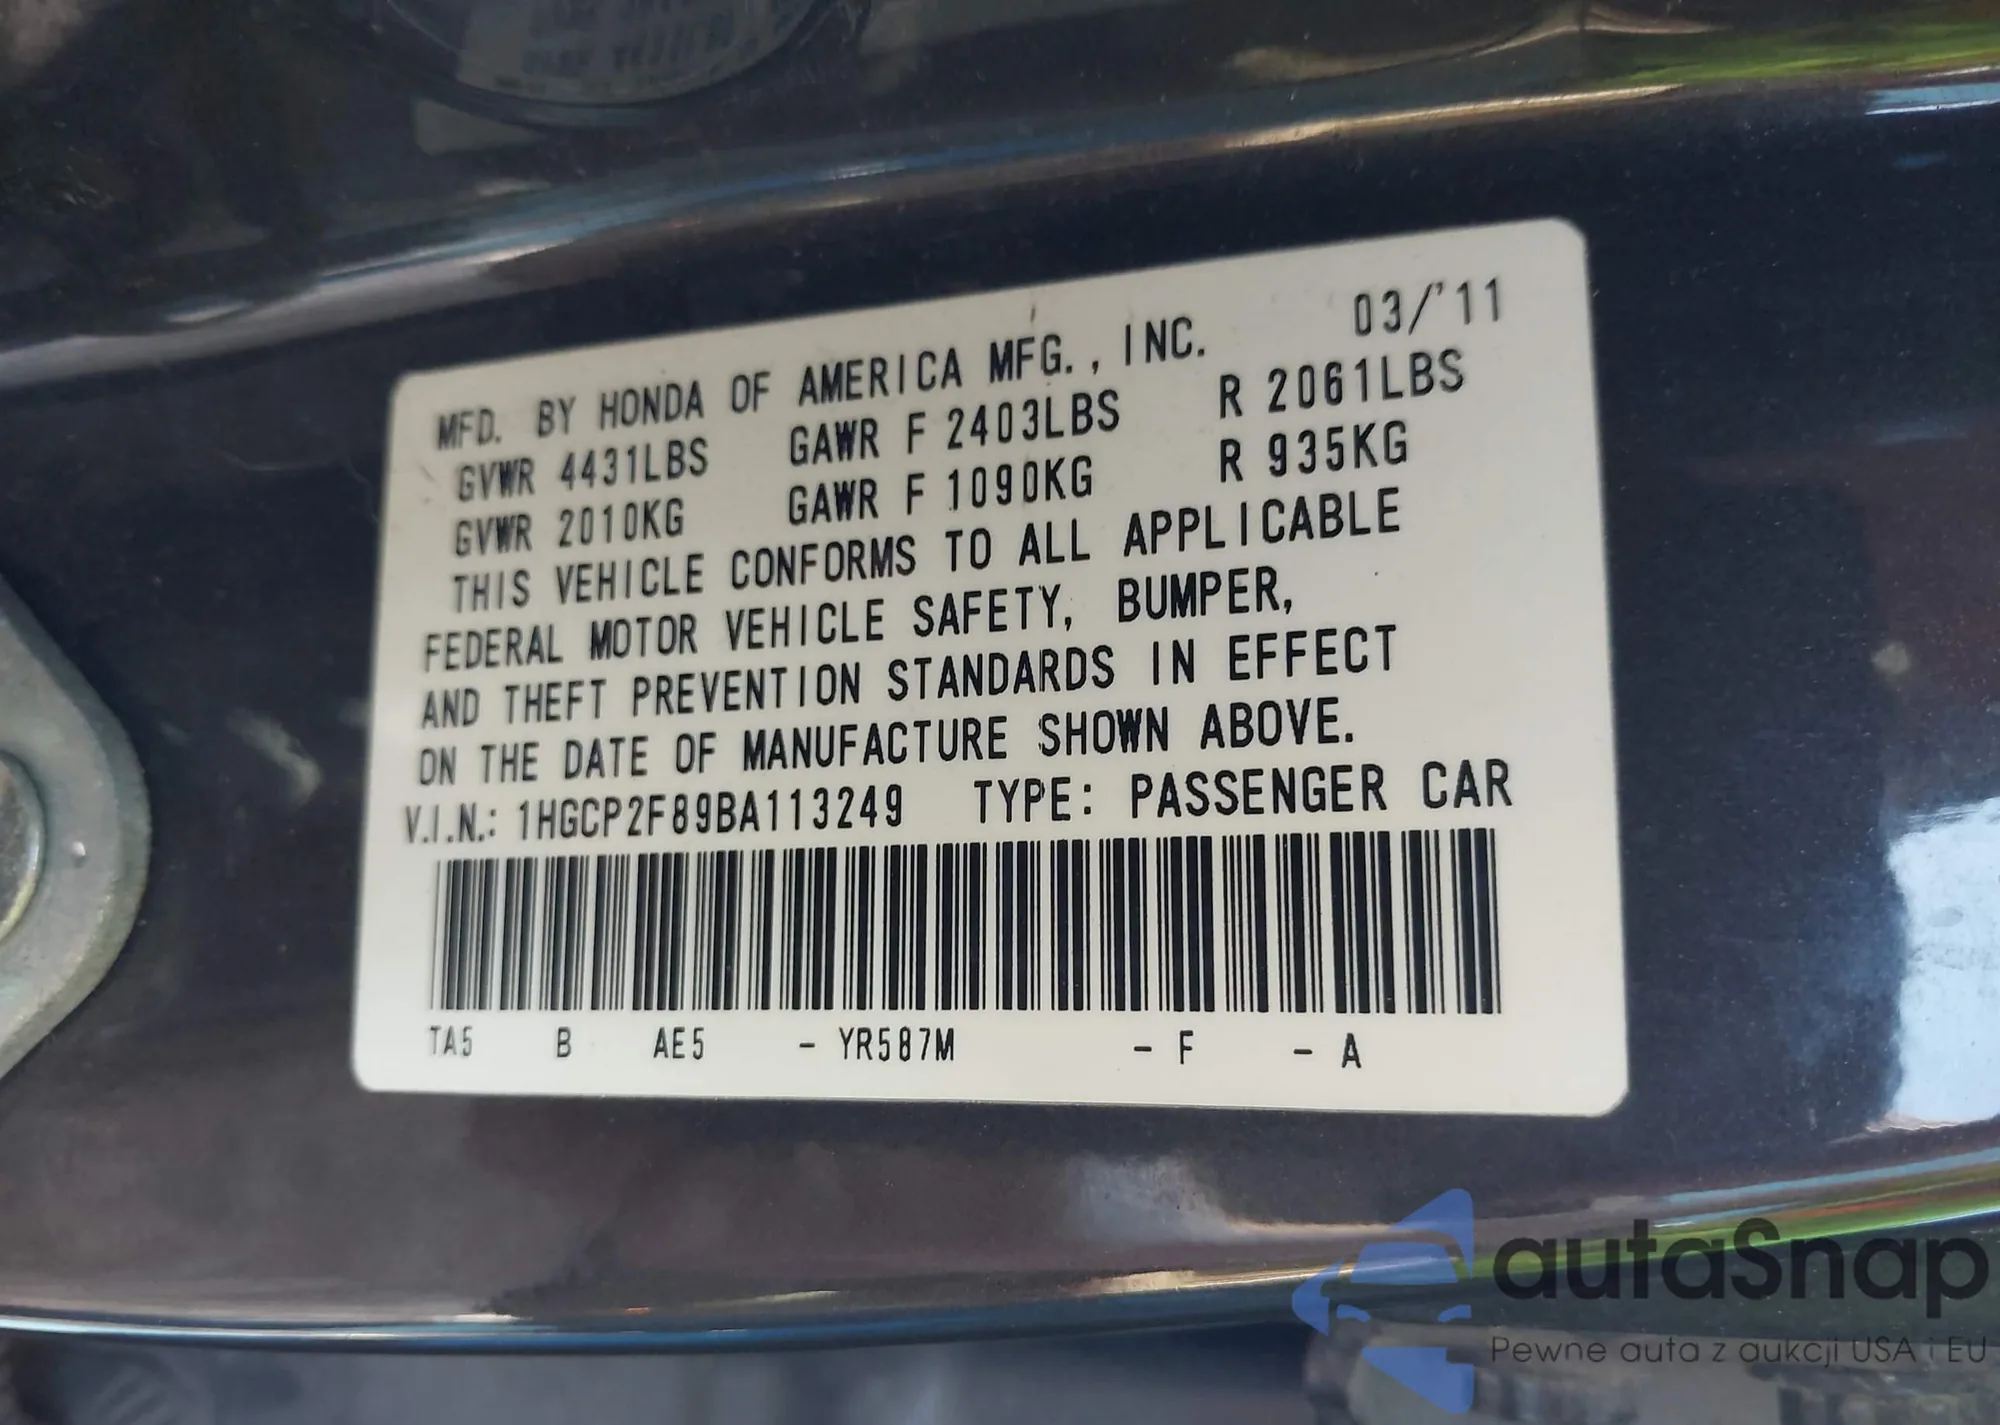 MFD. BY HONDA OF AMERICA MFG., INC. 03/'11
GVWR 4431LBS GAWR F 2403LBS R 2061LBS
GVWR 2010KG GAWR F 1090KG R 935KG
THIS VEHICLE CONFORMS TO ALL APPLICABLE
FEDERAL MOTOR VEHICLE SAFETY, BUMPER,
AND THEFT PREVENTION STANDARDS IN EFFECT
ON THE DATE OF MANUFACTURE SHOWN ABOVE.
V.I.N.: 1HGCP2F89BA113249 TYPE: PASSENGER CAR
TA5 B AE5 - YR587M - F - A
autaSnap
Pewne auta z aukcji USA i EU